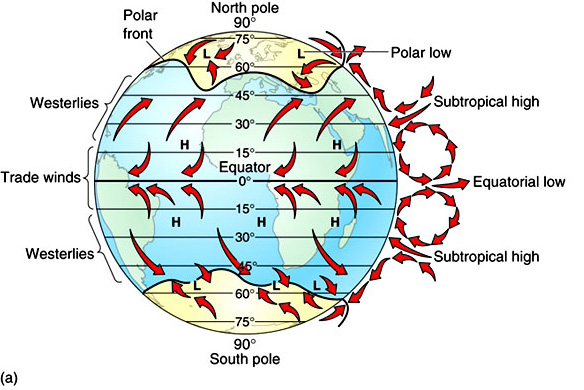 North pole
90°
Polar
front
75°
L
L
Polar low
60°
Westerlies
45°
Subtropical high
30°
H
H
15°
Trade winds
Equator
0°
Equatorial low
15°
H
H
H
30°
Westerlies
45°
Subtropical high
L
L
L
60°
75°
90°
South pole
(a)